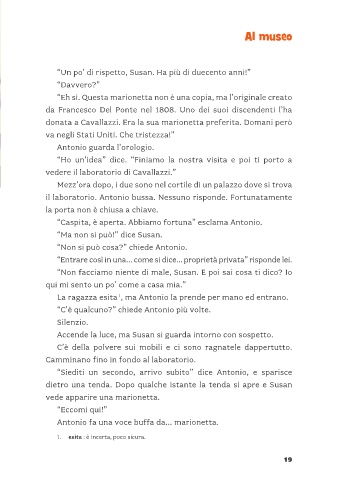 Al museo
“Un po’ di rispetto, Susan. Ha più di duecento anni!”
“Davvero?”
“Eh sì. Questa marionetta non è una copia, ma l’originale creato
da Francesco Del Ponte nel 1808. Uno dei suoi discendenti l’ha
donata a Cavallazzi. Era la sua marionetta preferita. Domani però
va negli Stati Uniti. Che tristezza!”
Antonio guarda l’orologio.
“Ho un’idea” dice. “Finiamo la nostra visita e poi ti porto a
vedere il laboratorio di Cavallazzi.”
Mezz’ora dopo, i due sono nel cortile di un palazzo dove si trova
il laboratorio. Antonio bussa. Nessuno risponde. Fortunatamente
la porta non è chiusa a chiave.
“Caspita, è aperta. Abbiamo fortuna” esclama Antonio.
“Ma non si può!” dice Susan.
“Non si può cosa?” chiede Antonio.
“Entrare così in una... come si dice... proprietà privata” risponde lei.
“Non facciamo niente di male, Susan. E poi sai cosa ti dico? Io
qui mi sento un po’ come a casa mia.”
La ragazza esita¹, ma Antonio la prende per mano ed entrano.
“C’è qualcuno?” chiede Antonio più volte.
Silenzio.
Accende la luce, ma Susan si guarda intorno con sospetto.
C’è della polvere sui mobili e ci sono ragnatele dappertutto.
Camminano fino in fondo al laboratorio.
“Siediti un secondo, arrivo subito” dice Antonio, e sparisce
dietro una tenda. Dopo qualche istante la tenda si apre e Susan
vede apparire una marionetta.
“Eccomi qui!”
Antonio fa una voce buffa da... marionetta.
1. esita : è incerta, poco sicura.
19